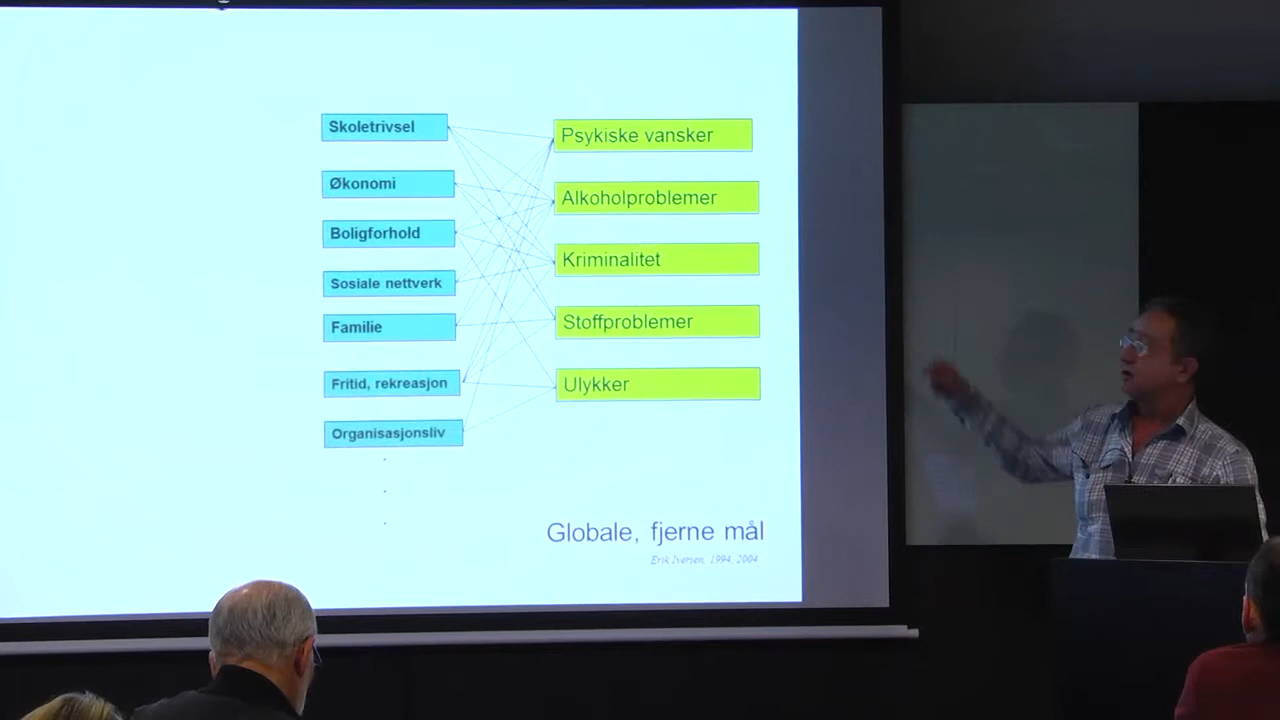 Skoletrivsel
Økonomi
Boligforhold
Sosiale nettverk
Familie
Fritid, rekreasjon
Organisasjonsliv
Psykiske vansker
Alkoholproblemer
Kriminalitet
Stoffproblemer
Ulykker
Globale, fjerne mål
Erik Iversen, 1994, 2004